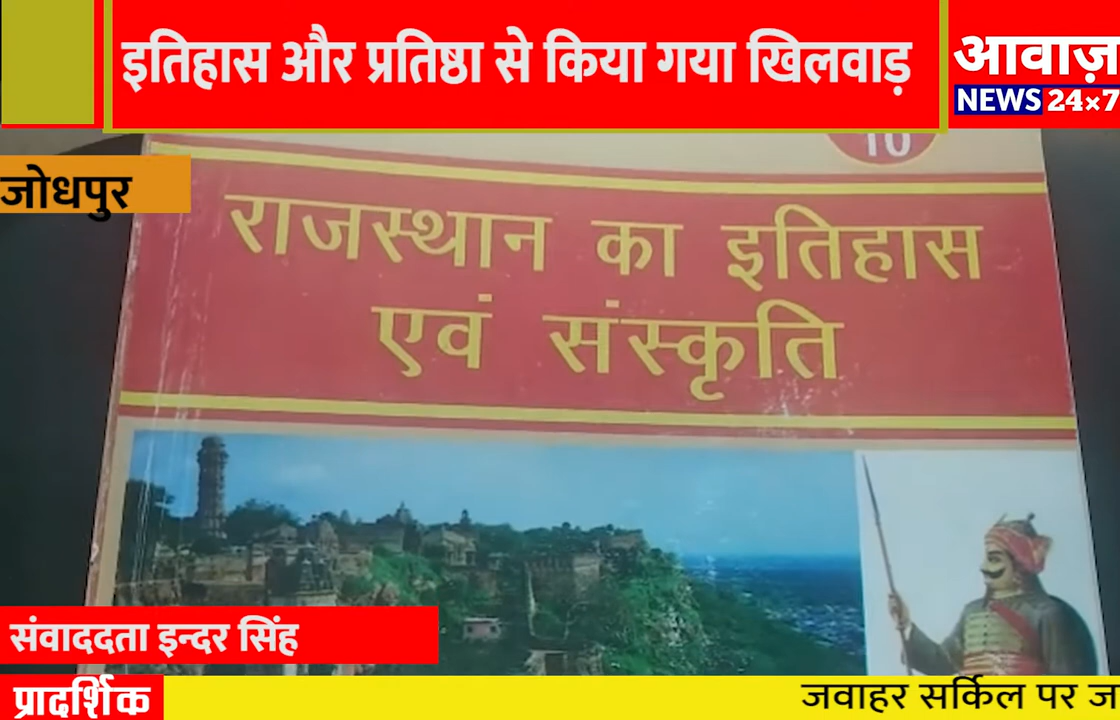 इतिहास और प्रतिष्ठा से किया गया खिलवाड़
आवाज़
NEWS 24×7
जोधपुर
10
राजस्थान का इतिहास
एवं संस्कृति
संवाददता इन्दर सिंह
प्रादर्शिक
जवाहर सर्किल पर ज